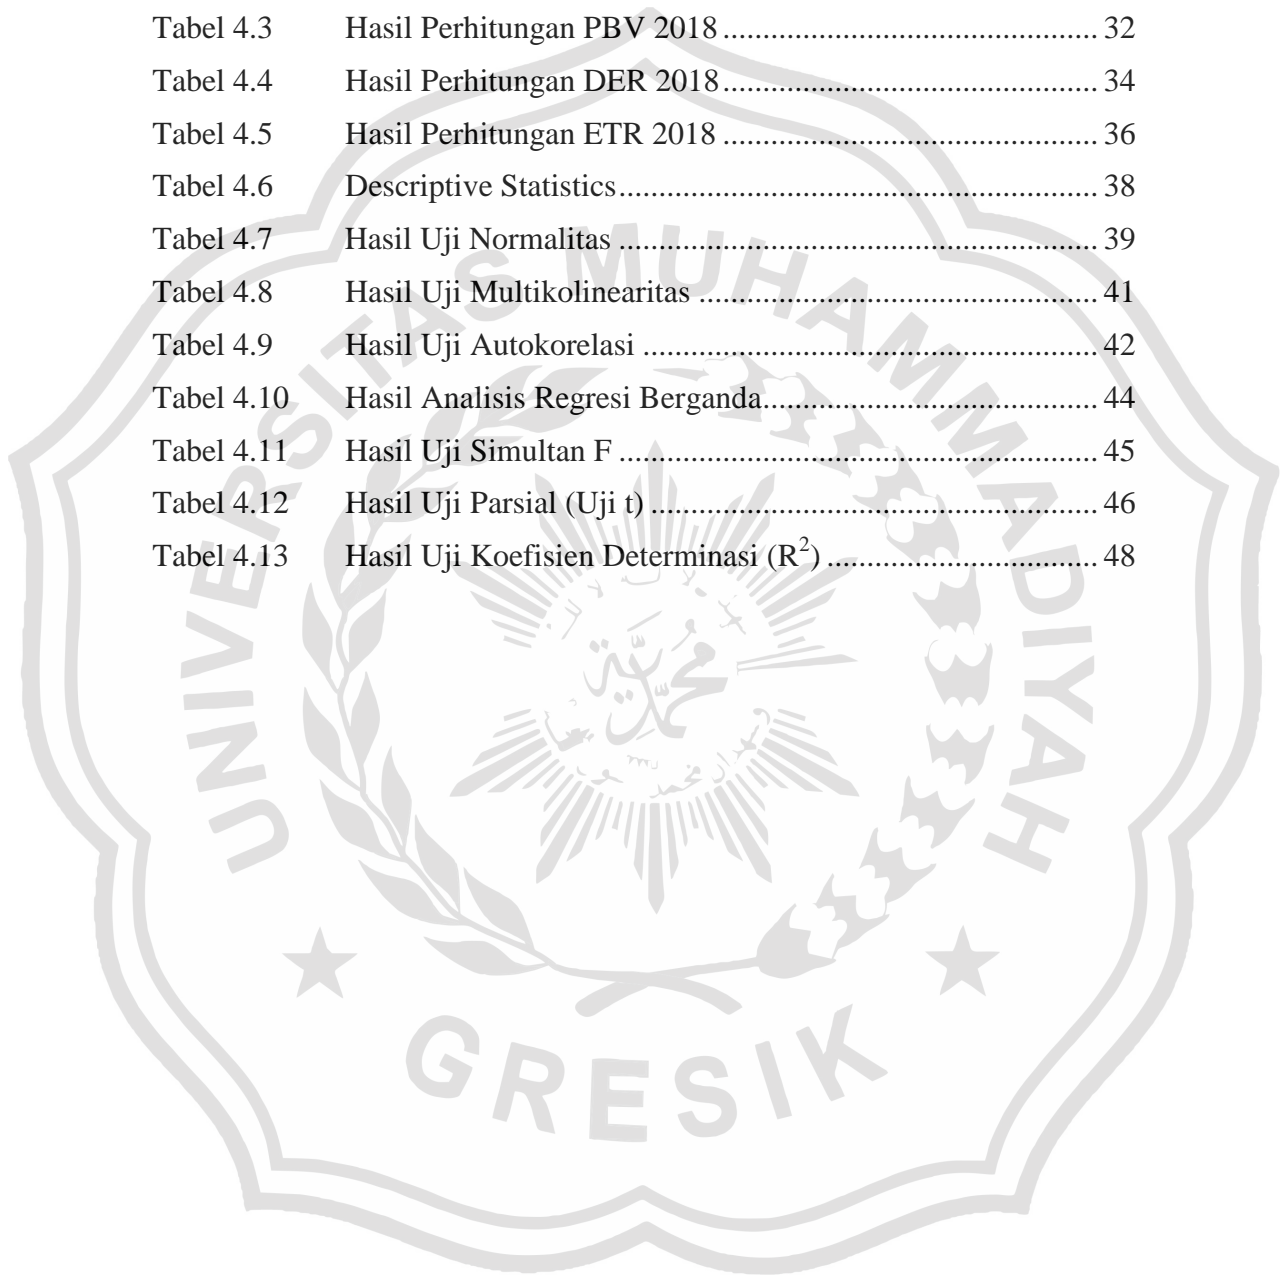 Tabel 4.3 Hasil Perhitungan PBV 2018 ............................................. 32
Tabel 4.4 Hasil Perhitungan DER 2018 ............................................. 34
Tabel 4.5 Hasil Perhitungan ETR 2018 ............................................. 36
Tabel 4.6 Descriptive Statistics .......................................................... 38
Tabel 4.7 Hasil Uji Normalitas .......................................................... 39
Tabel 4.8 Hasil Uji Multikolinearitas ................................................ 41
Tabel 4.9 Hasil Uji Autokorelasi ....................................................... 42
Tabel 4.10 Hasil Analisis Regresi Berganda ........................................ 44
Tabel 4.11 Hasil Uji Simultan F .......................................................... 45
Tabel 4.12 Hasil Uji Parsial (Uji t) ...................................................... 46
Tabel 4.13 Hasil Uji Koefisien Determinasi (R²) ................................. 48
UNIVERSITAS MUHAMMADIYAH
محمدية
GRESIK